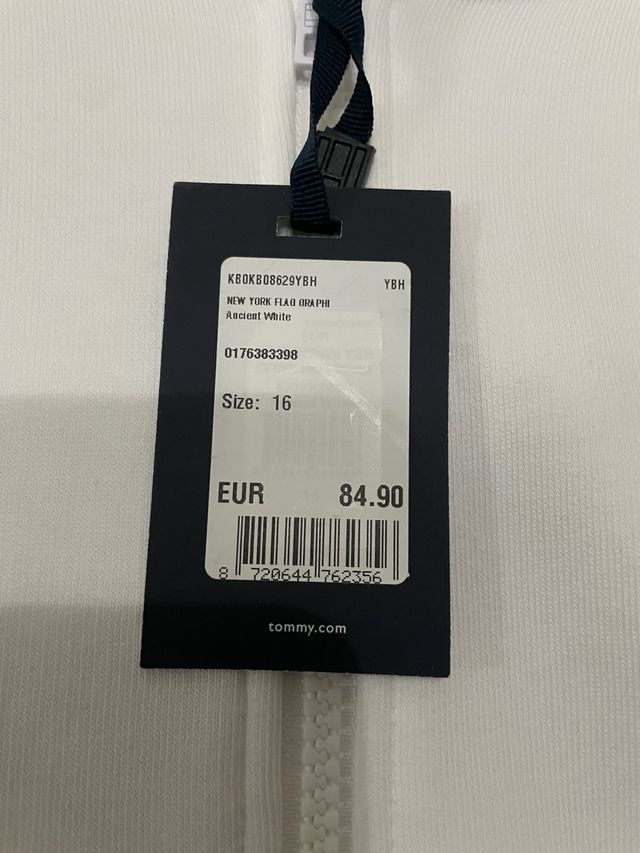 KB0KB08629YBH YBH
NEW YORK FLAG GRAPHI
Ancient White
0176383398
Size: 16
EUR 84.90
8 720644 762356
tommy.com